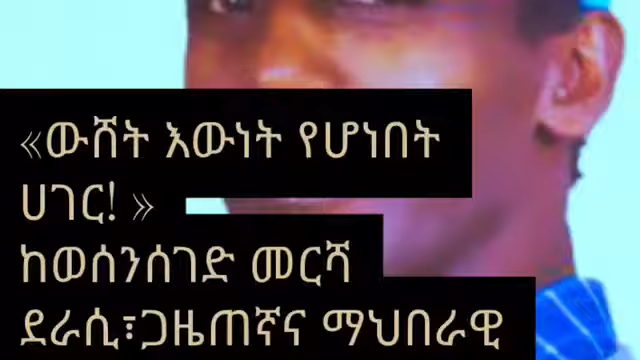 «ውሸት እውነት የሆነበት
ሀገር! »
ከወሰንሰገድ መርሻ
ደራሲ፣ጋዜጠኛና ማህበራዊ